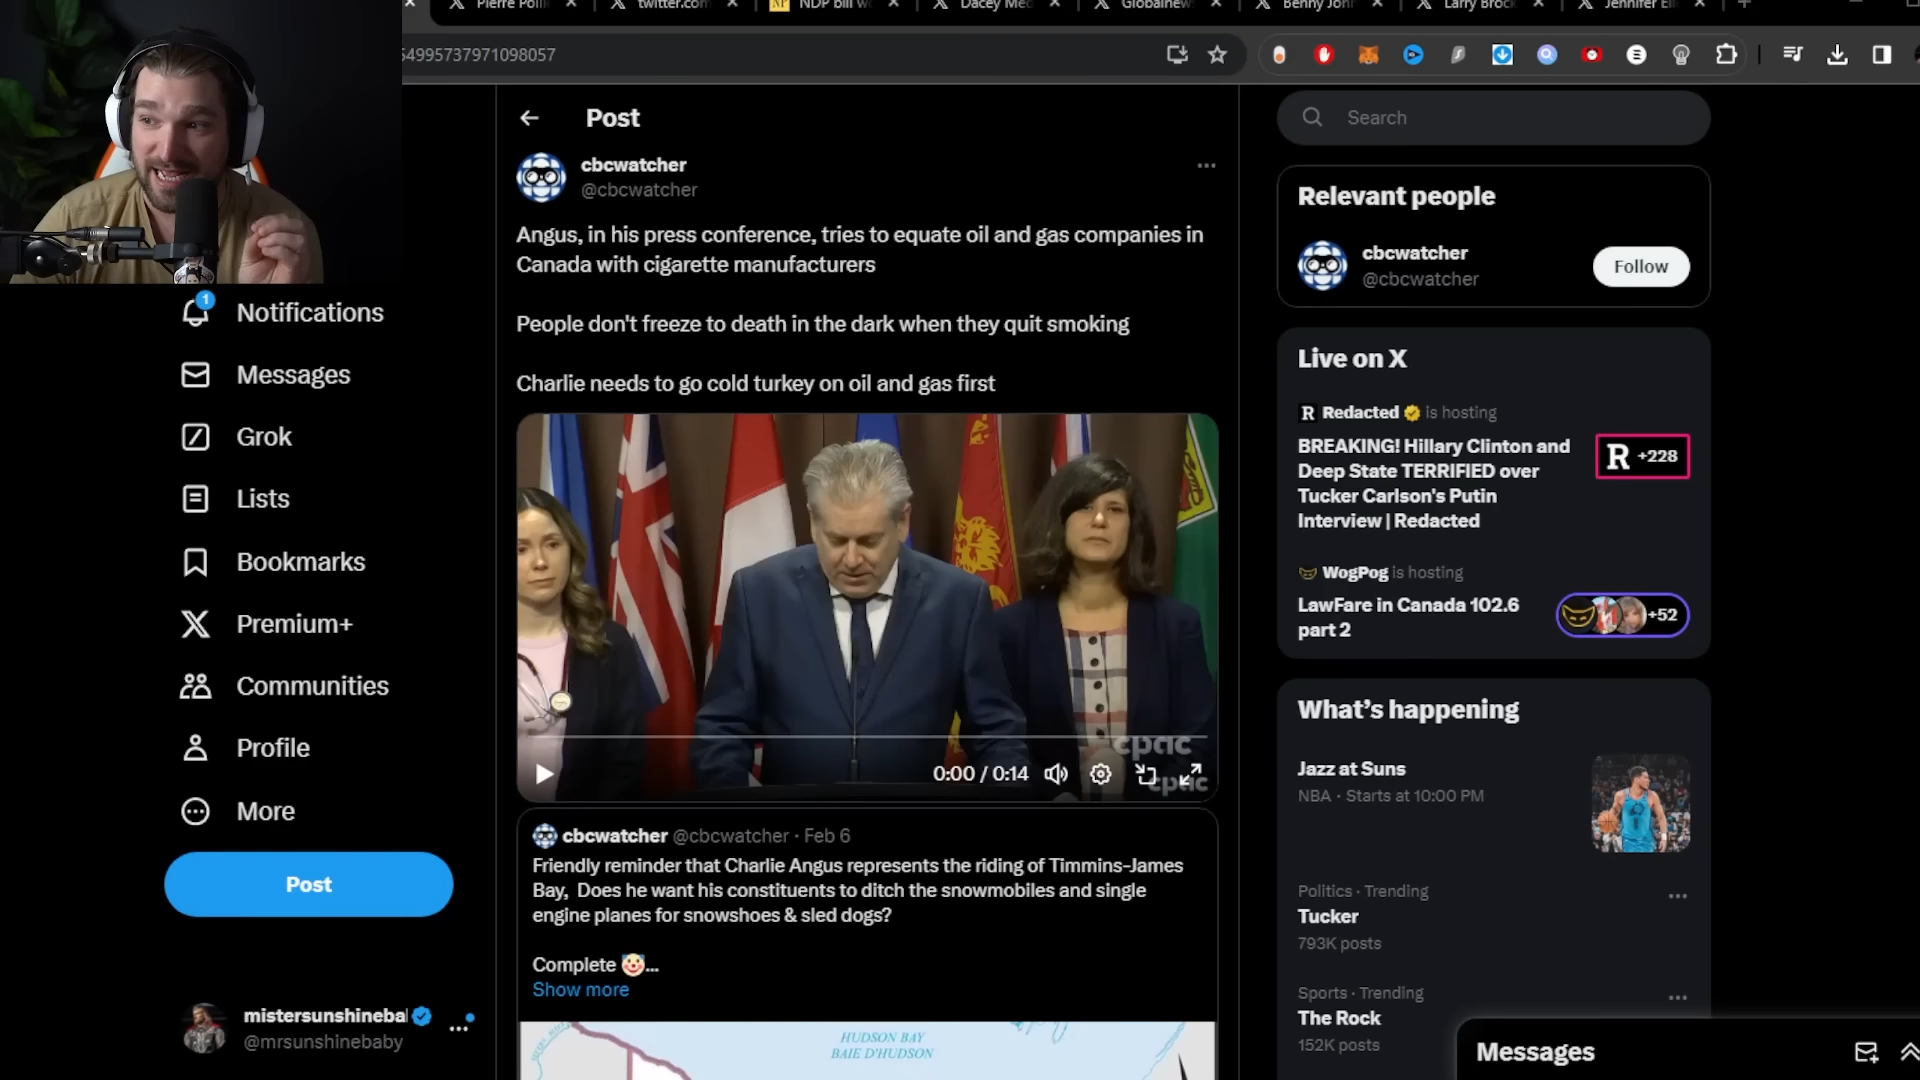 twitter.com
NDP bill w
Dacey Med
Globalnew
Benny John
Larry Brock
54995737971098057
Post
Search
cbcwatcher
@cbcwatcher
Angus, in his press conference, tries to equate oil and gas companies in
Canada with cigarette manufacturers
People don't freeze to death in the dark when they quit smoking
Charlie needs to go cold turkey on oil and gas first
Relevant people
cbcwatcher
@cbcwatcher
Follow
1
Notifications
Messages
Grok
Lists
Bookmarks
Premium+
Communities
Profile
More
Post
mistersunshinebal
@mrsunshinebaby
cpac
0:00 / 0:14
cpac
cbcwatcher @cbcwatcher · Feb 6
Friendly reminder that Charlie Angus represents the riding of Timmins-James
Bay, Does he want his constituents to ditch the snowmobiles and single
engine planes for snowshoes & sled dogs?
Complete 🤡...
Show more
HUDSON BAY
BAIE D'HUDSON
Live on X
R Redacted is hosting
BREAKING! Hillary Clinton and
Deep State TERRIFIED over
Tucker Carlson's Putin
Interview | Redacted
R +228
WogPog is hosting
LawFare in Canada 102.6
part 2
+52
What's happening
Jazz at Suns
NBA · Starts at 10:00 PM
Politics · Trending
Tucker
793K posts
Sports · Trending
The Rock
152K posts
Messages